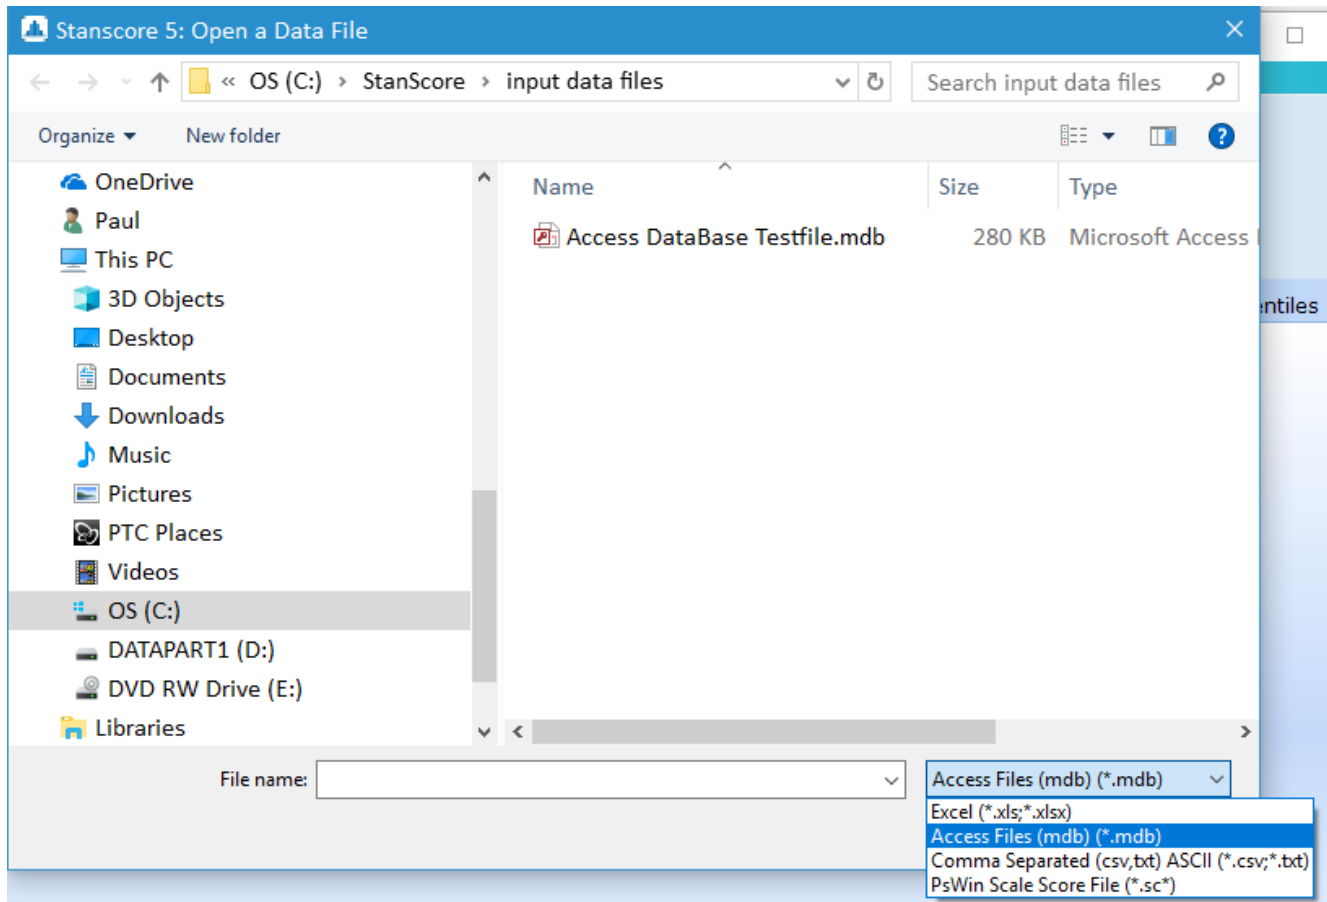 Stanscore 5: Open a Data File
« OS (C:) › StanScore › input data files
Search input data files
Organize
New folder
OneDrive
Paul
This PC
3D Objects
Desktop
Documents
Downloads
Music
Pictures
PTC Places
Videos
OS (C:)
DATAPART1 (D:)
DVD RW Drive (E:)
Libraries
Name Size Type
Access DataBase Testfile.mdb 280 KB Microsoft Access
entiles
File name:
Access Files (mdb) (*.mdb)
Excel (*.xls;*.xlsx)
Access Files (mdb) (*.mdb)
Comma Separated (csv,txt) ASCII (*.csv;*.txt)
PsWin Scale Score File (*.sc*)